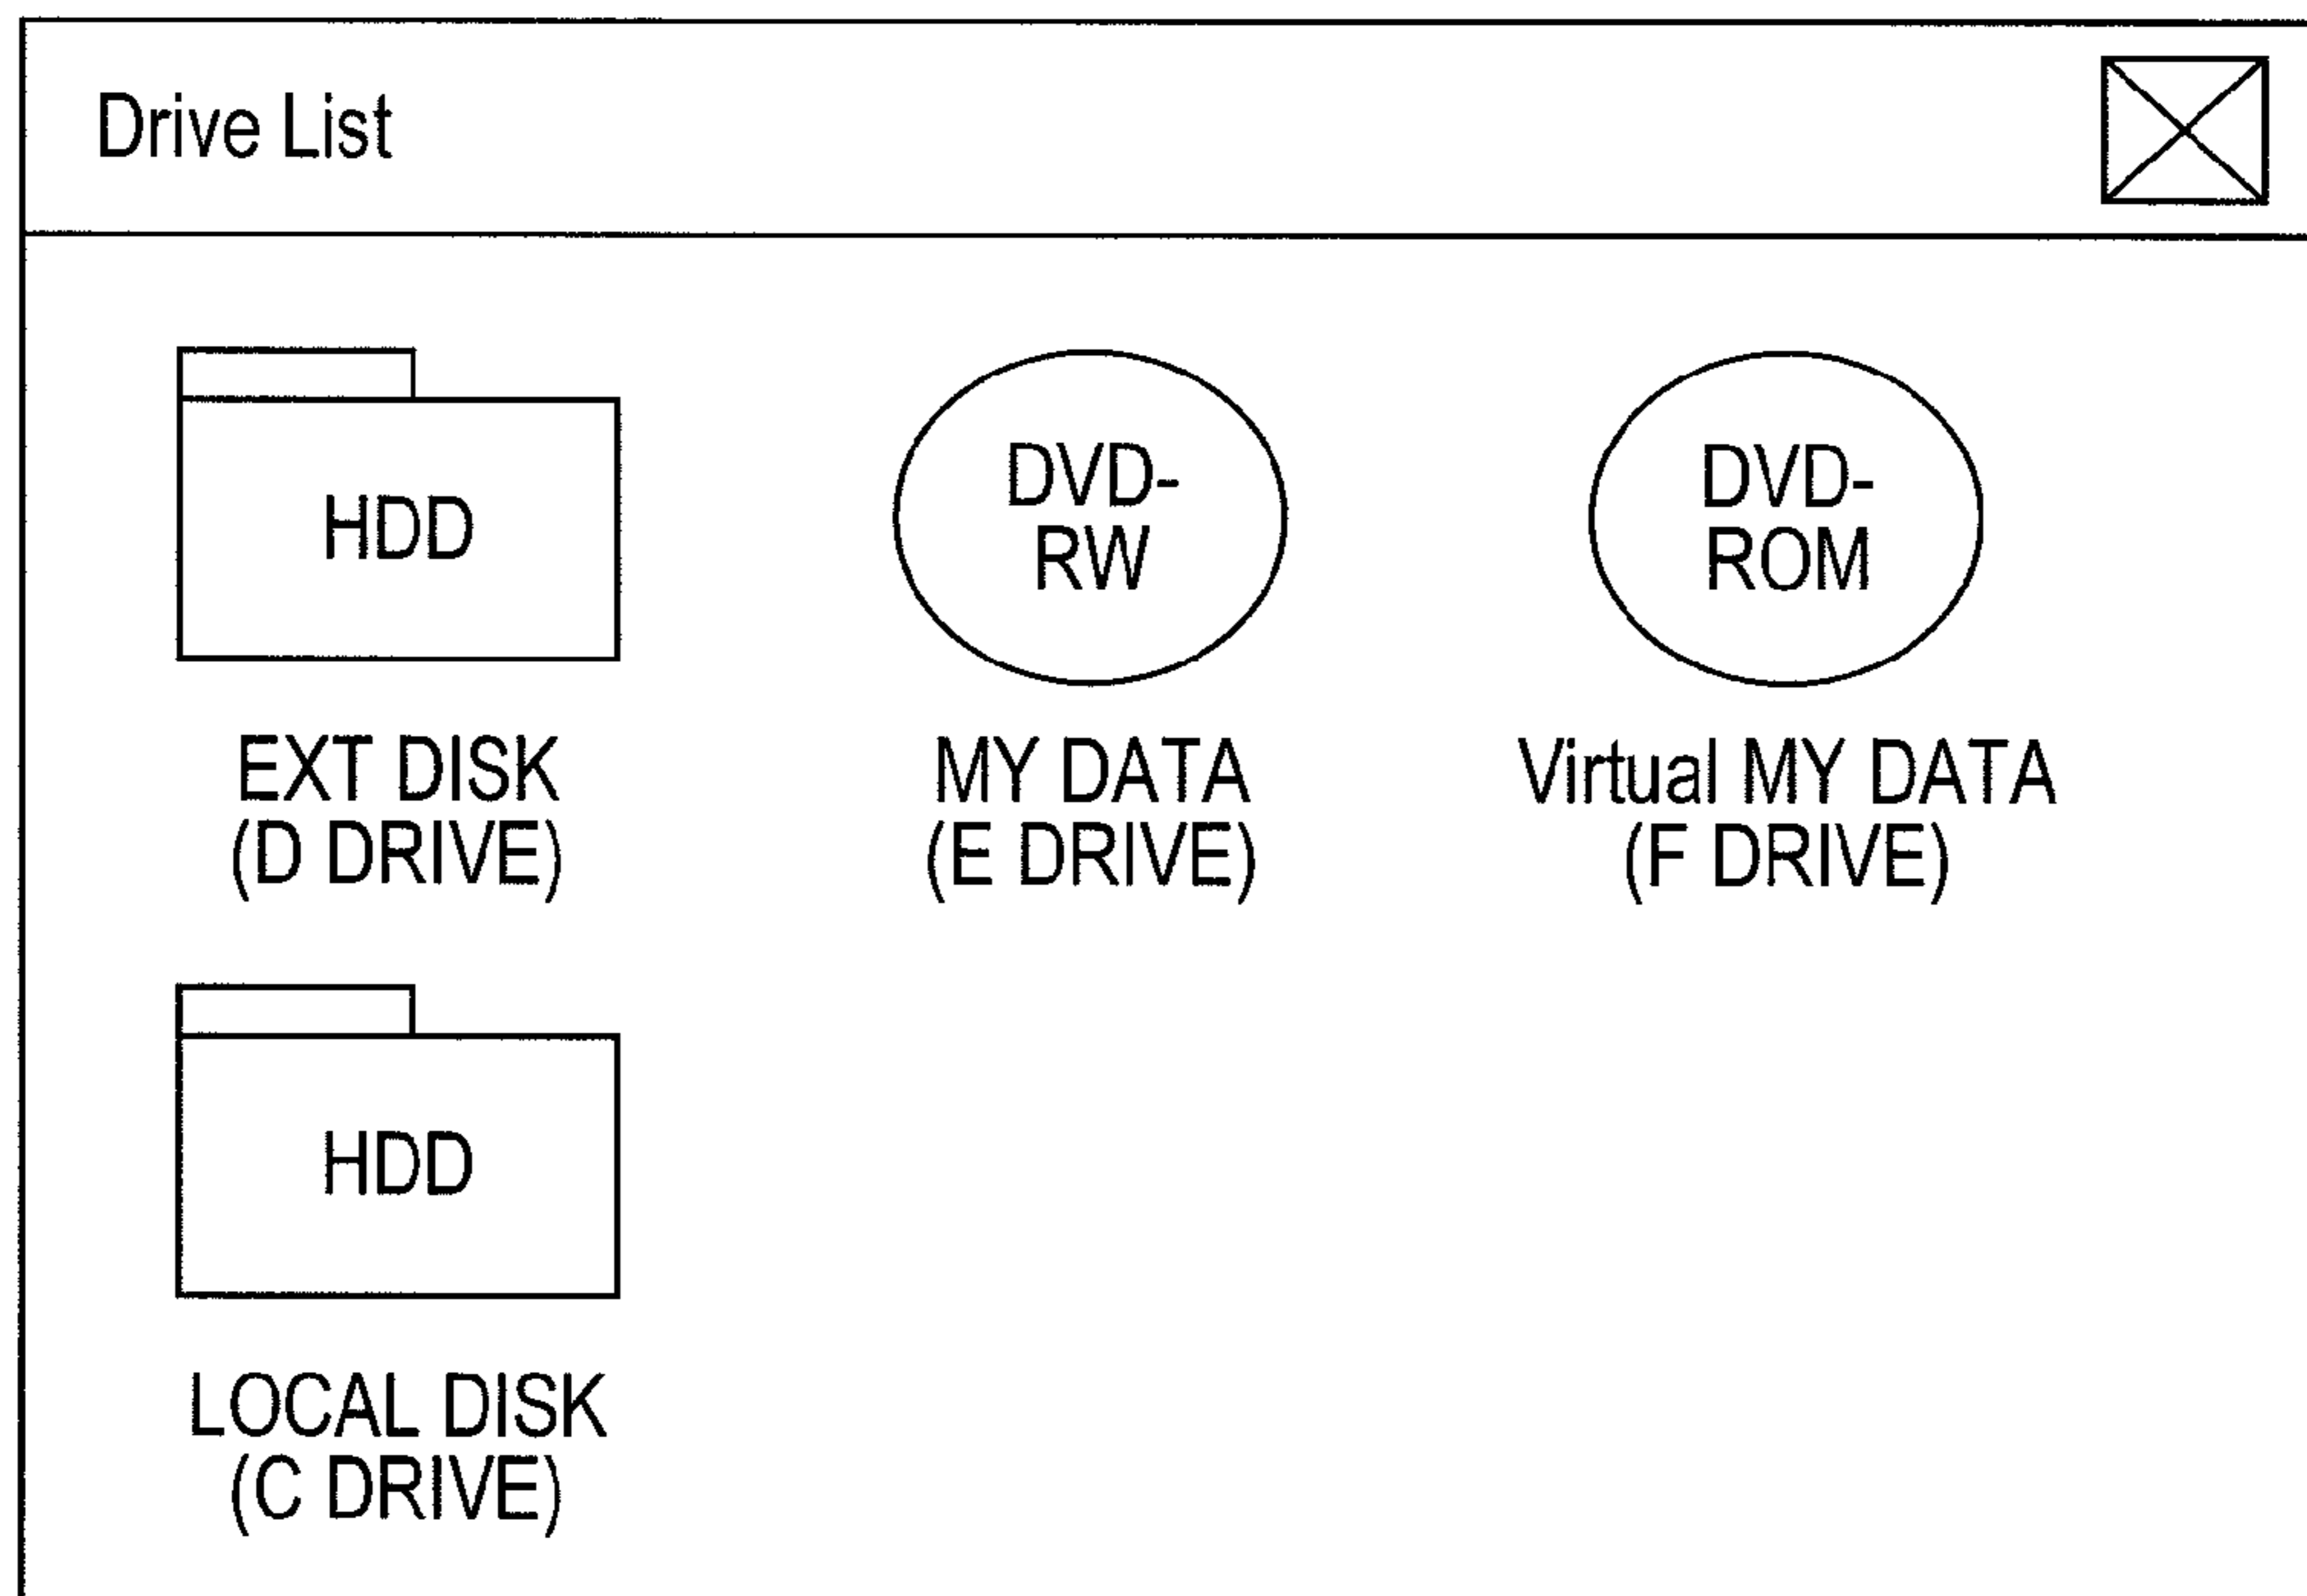 Drive List
HDD
EXT DISK
(D DRIVE)
DVD-
RW
MY DATA
(E DRIVE)
DVD-
ROM
Virtual MY DATA
(F DRIVE)
HDD
LOCAL DISK
(C DRIVE)